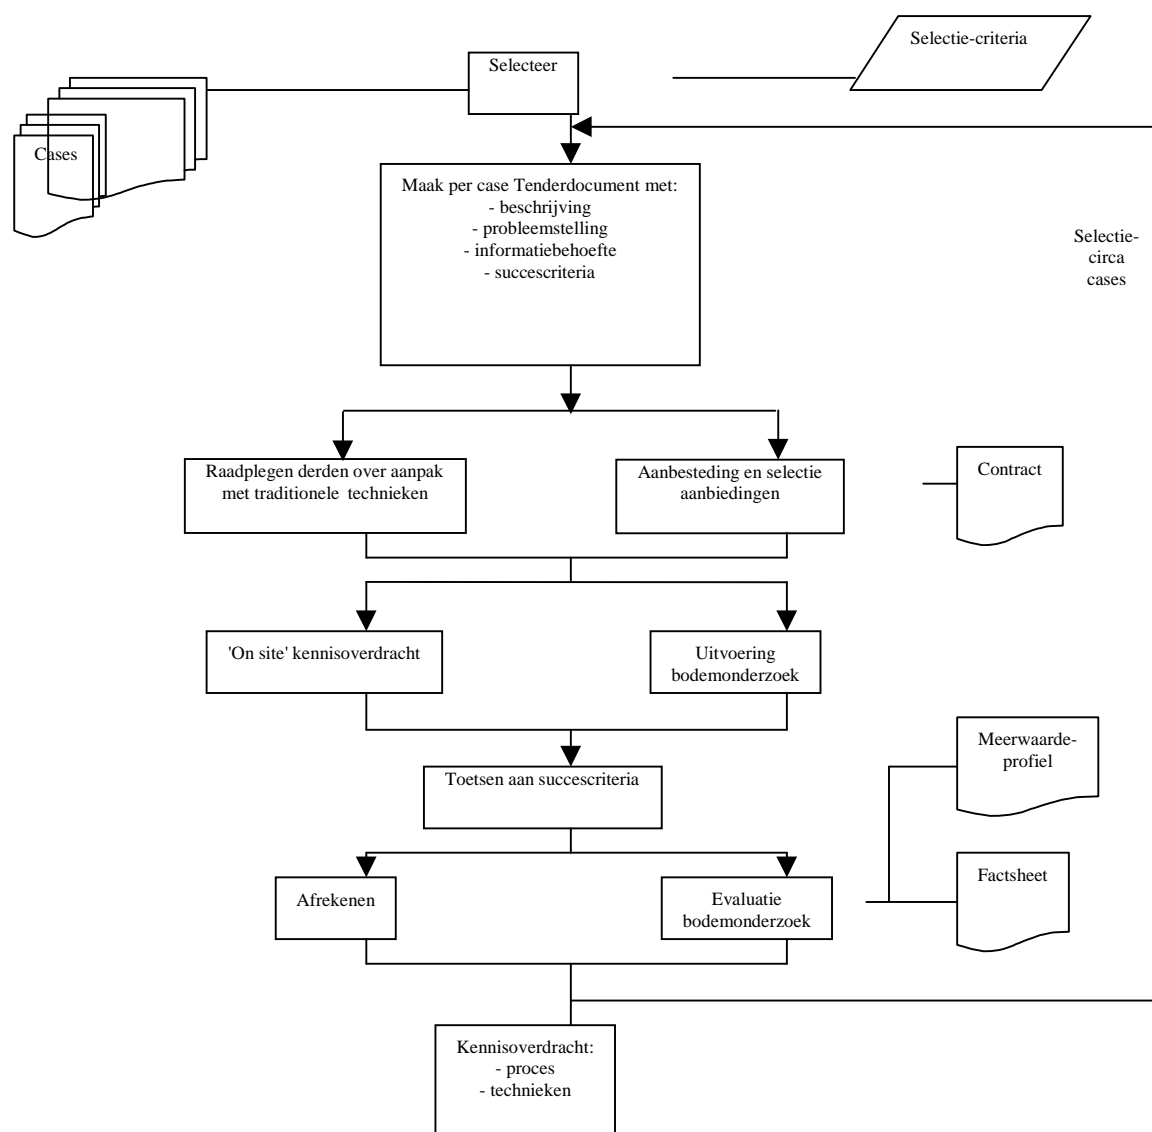 Selectie-criteria
Selecteer
Cases
Maak per case Tenderdocument met:
- beschrijving
- probleemstelling
- informatiebehoefte
- succescriteria
Selectie-
circa
cases
Raadplegen derden over aanpak
met traditionele technieken
Aanbesteding en selectie
aanbiedingen
Contract
'On site' kennisoverdracht
Uitvoering
bodemonderzoek
Meerwaarde-
profiel
Toetsen aan succescriteria
Afrekenen
Evaluatie
bodemonderzoek
Factsheet
Kennisoverdracht:
- proces
- technieken